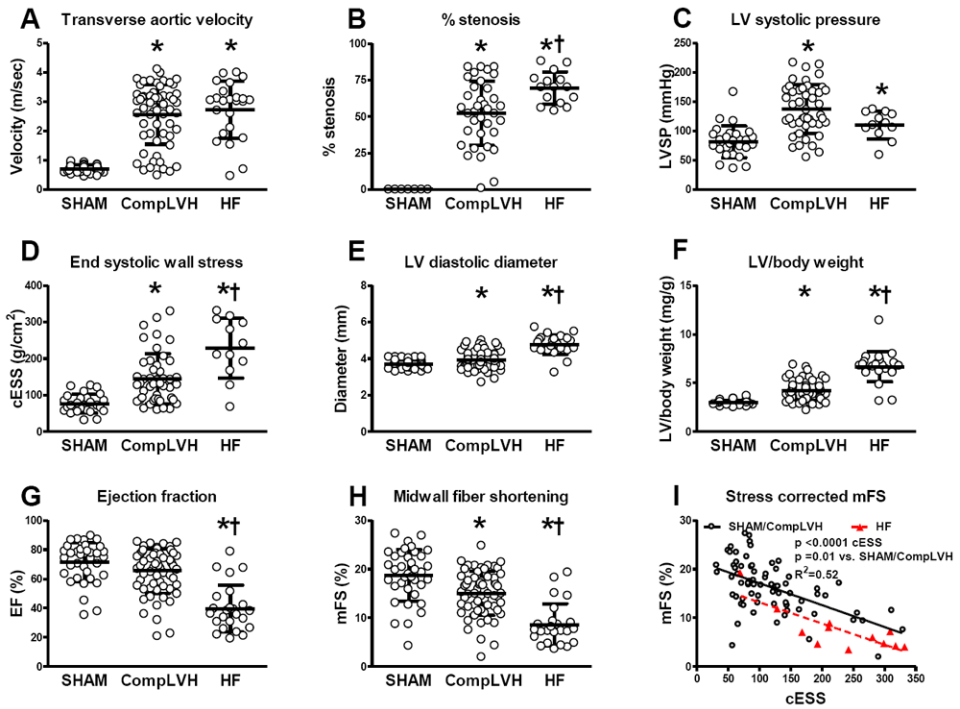 A Transverse aortic velocity
*
*
5
4
3
2
1
0
Velocity (m/sec)
SHAM CompLVH HF
B % stenosis
*
*†
100
75
50
25
0
% stenosis
SHAM CompLVH HF
C LV systolic pressure
*
*
250
200
150
100
50
0
LVSP (mmHg)
SHAM CompLVH HF
D End systolic wall stress
*
*†
400
300
200
100
0
cESS (g/cm²)
SHAM CompLVH HF
E LV diastolic diameter
*
*†
6
4
2
0
Diameter (mm)
SHAM CompLVH HF
F LV/body weight
*
*†
15
10
5
0
LV/body weight (mg/g)
SHAM CompLVH HF
G Ejection fraction
*†
100
80
60
40
20
0
EF (%)
SHAM CompLVH HF
H Midwall fiber shortening
*
*†
30
20
10
0
mFS (%)
SHAM CompLVH HF
I Stress corrected mFS
SHAM/CompLVH HF
p <0.0001 cESS
p =0.01 vs. SHAM/CompLVH
R²=0.52
30
20
10
0
mFS (%)
0 50 100 150 200 250 300 350
cESS